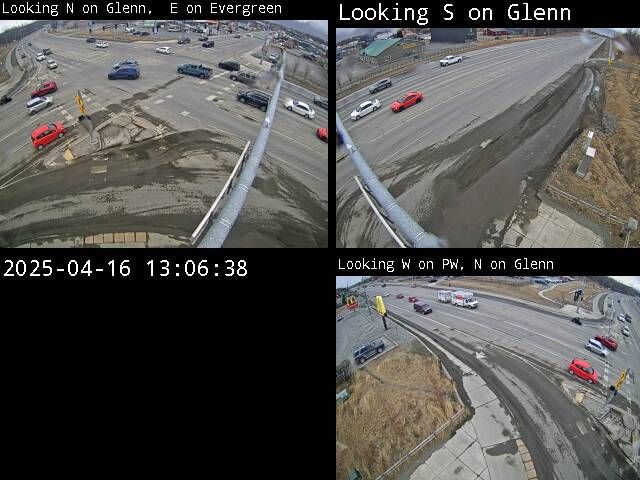 Looking N on Glenn,  E on Evergreen
Looking S on Glenn
2025-04-16 13:06:38
Looking W on PW, N on Glenn